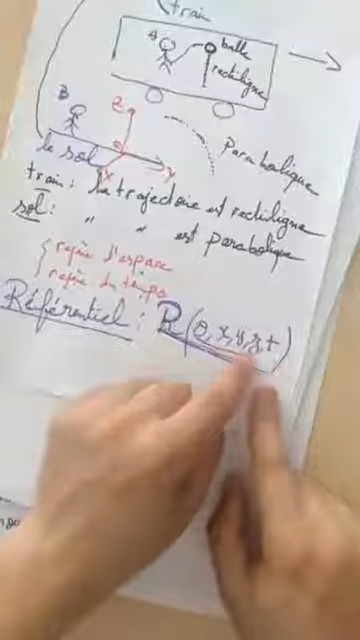 train
A
balle
rectiligne
B
Z
O
Y
X
le sol
Parabolique
train : la trajectoire est rectiligne
sol : " " est parabolique
repère d'espace
repère du temps
Référentiel : R(O, x, y, z, t)